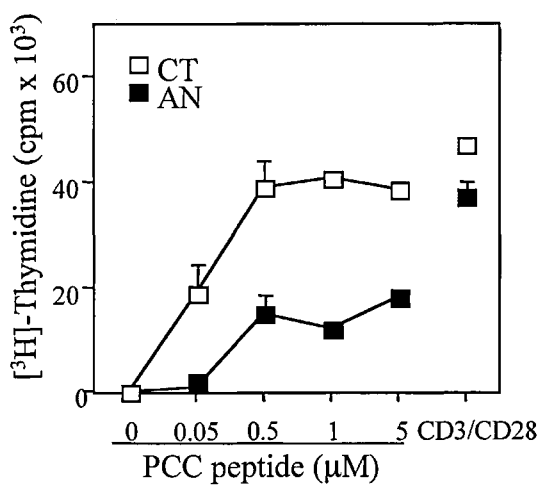 [³H]-Thymidine (cpm x 10³)
60
40
20
0
CT
AN
0 0.05 0.5 1 5 CD3/CD28
PCC peptide (μM)